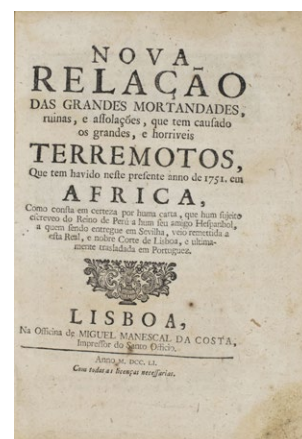 NOVA
RELAÇÃO
DAS GRANDES MORTANDADES,
ruinas, e assolações, que tem causado
os grandes, e horriveis
TERREMOTOS,
Que tem havido neste presente anno de 1751. em
AFRICA,
Como consta em certeza por huma carta, que hum sujeito
escreveo do Reino de Perú a hum seu amigo Hespanhol,
a quem sendo entregue em Sevilha, veio remettida a
esta Real, e nobre Corte de Lisboa, e ultima-
mente trasladada em Portuguez.
LISBOA,
Na Officina de MIGUEL MANESCAL DA COSTA,
Impressor do Santo Officio.
Anno M. DCC. LI.
Com todas as licenças necessarias.